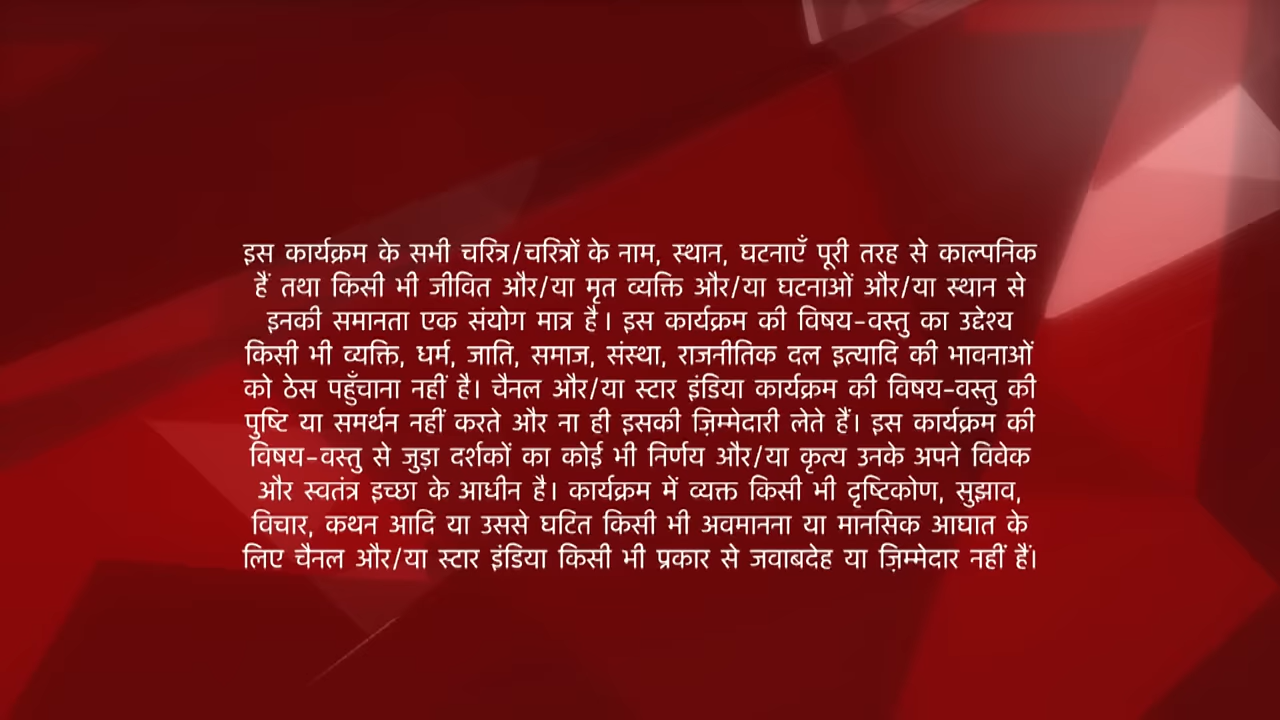 इस कार्यक्रम के सभी चरित्र/चरित्रों के नाम, स्थान, घटनाएँ पूरी तरह से काल्पनिक
हैं तथा किसी भी जीवित और/या मृत व्यक्ति और/या घटनाओं और/या स्थान से
इनकी समानता एक संयोग मात्र है। इस कार्यक्रम की विषय-वस्तु का उद्देश्य
किसी भी व्यक्ति, धर्म, जाति, समाज, संस्था, राजनीतिक दल इत्यादि की भावनाओं
को ठेस पहुँचाना नहीं है। चैनल और/या स्टार इंडिया कार्यक्रम की विषय-वस्तु की
पुष्टि या समर्थन नहीं करते और ना ही इसकी ज़िम्मेदारी लेते हैं। इस कार्यक्रम की
विषय-वस्तु से जुड़ा दर्शकों का कोई भी निर्णय और/या कृत्य उनके अपने विवेक
और स्वतंत्र इच्छा के आधीन है। कार्यक्रम में व्यक्त किसी भी दृष्टिकोण, सुझाव,
विचार, कथन आदि या उससे घटित किसी भी अवमानना या मानसिक आघात के
लिए चैनल और/या स्टार इंडिया किसी भी प्रकार से जवाबदेह या ज़िम्मेदार नहीं हैं।